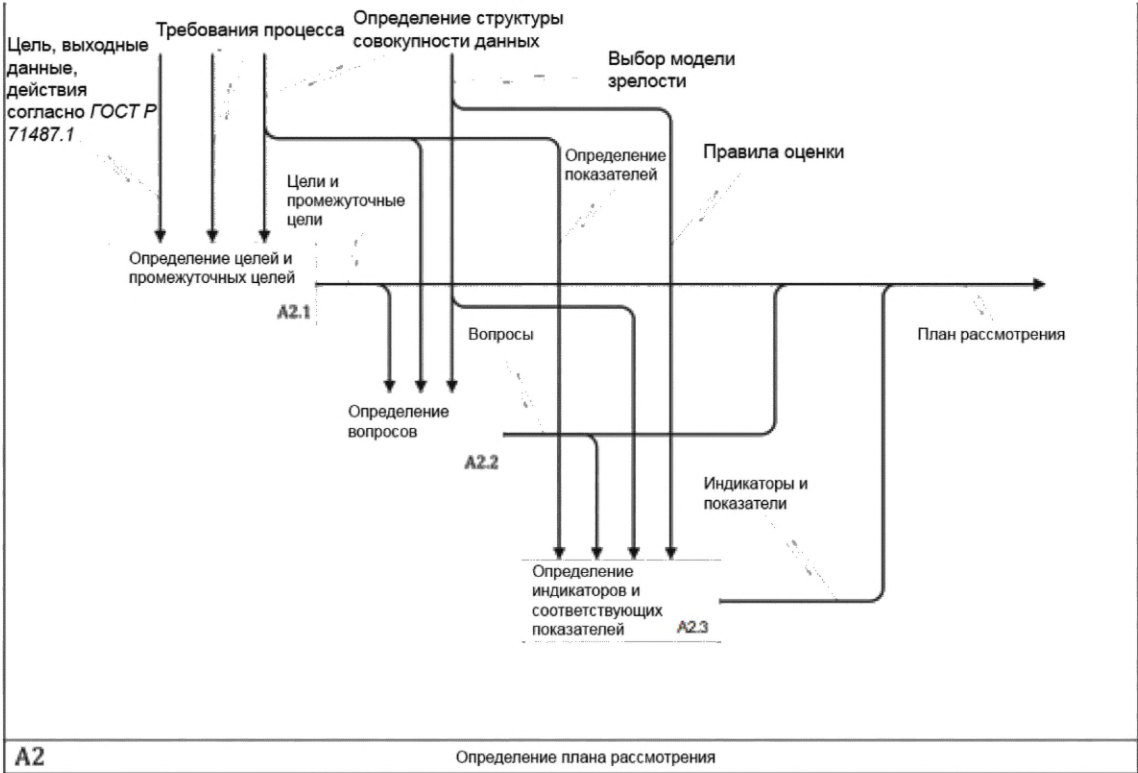 Цель, выходные
данные,
действия
согласно ГОСТ Р
71487.1
Требования процесса
Определение структуры
совокупности данных
Выбор модели
зрелости
Определение
показателей
Правила оценки
Цели и
промежуточные
цели
Определение целей и
промежуточных целей
A2.1
Вопросы
План рассмотрения
Определение
вопросов
A2.2
Индикаторы и
показатели
Определение
индикаторов и
соответствующих
показателей
A2.3
A2
Определение плана рассмотрения